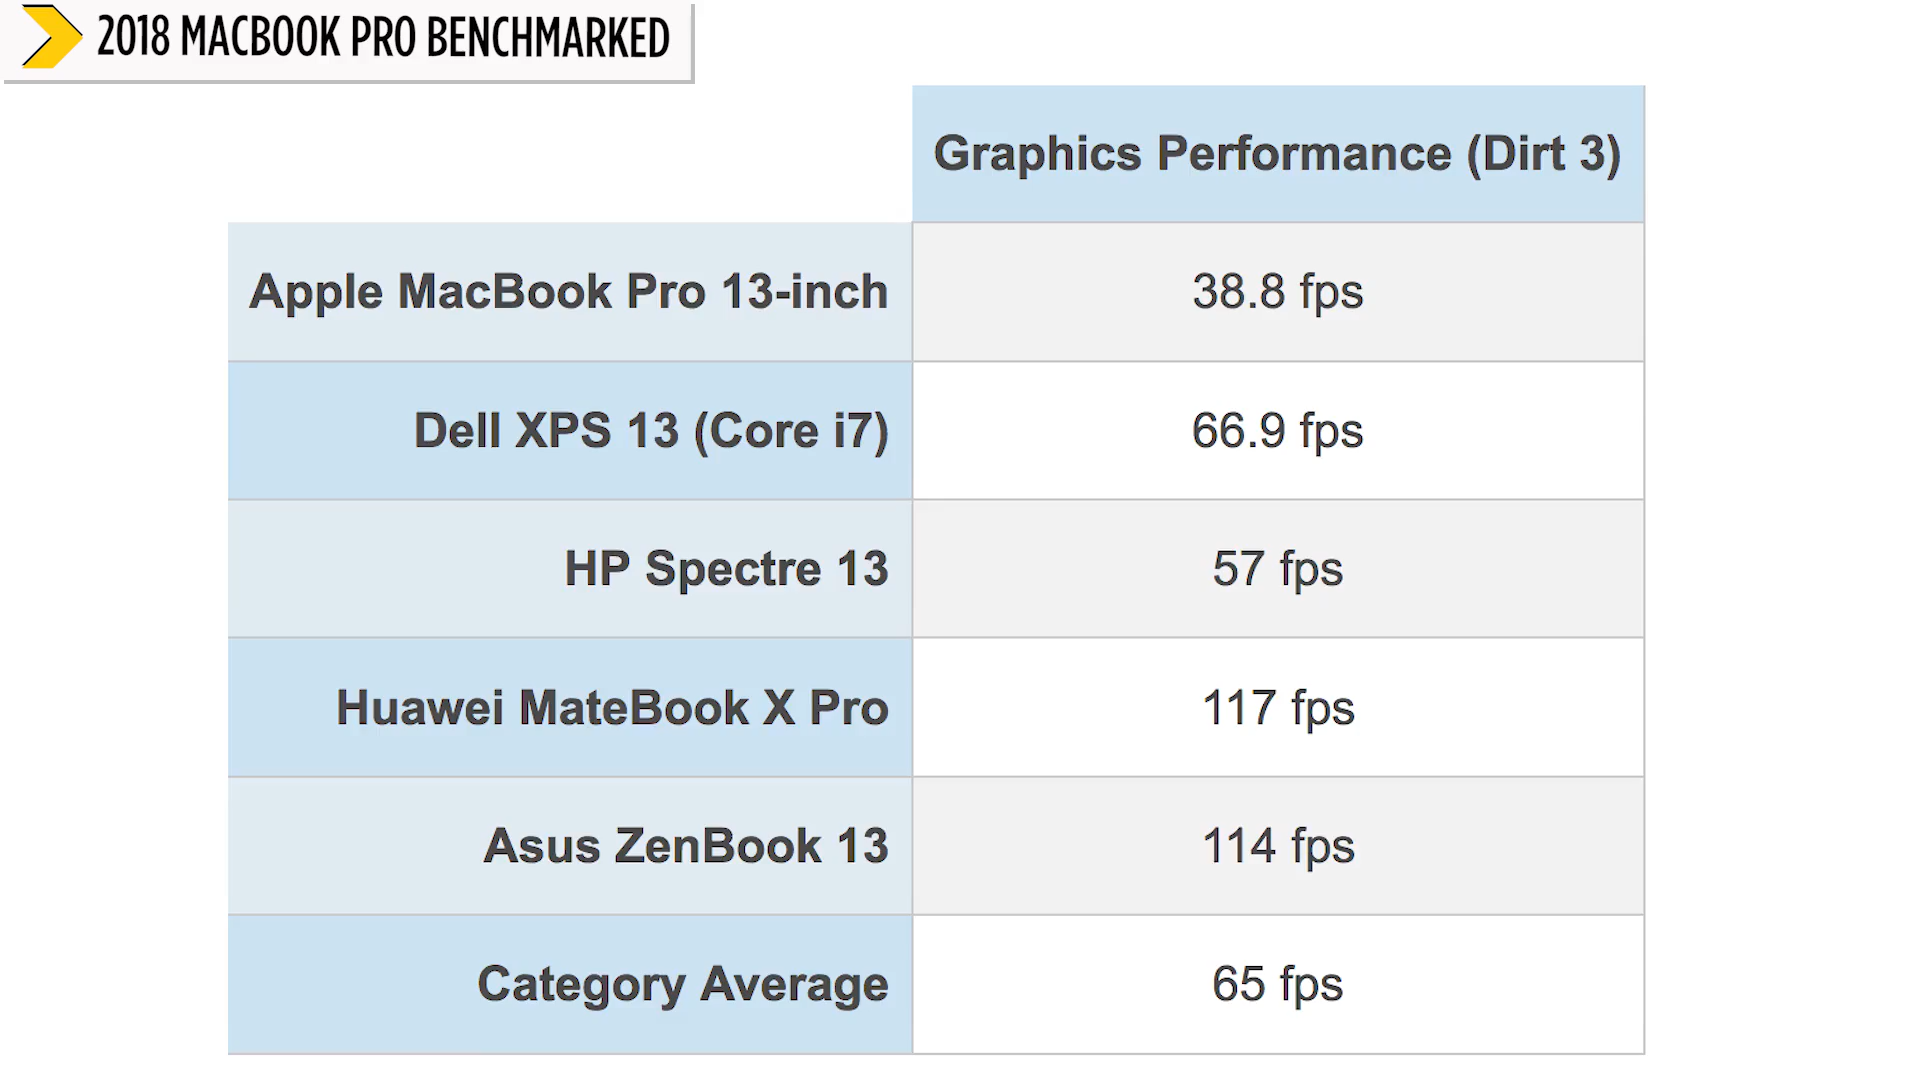 2018 MACBOOK PRO BENCHMARKED
Graphics Performance (Dirt 3)
Apple MacBook Pro 13-inch 38.8 fps
Dell XPS 13 (Core i7) 66.9 fps
HP Spectre 13 57 fps
Huawei MateBook X Pro 117 fps
Asus ZenBook 13 114 fps
Category Average 65 fps